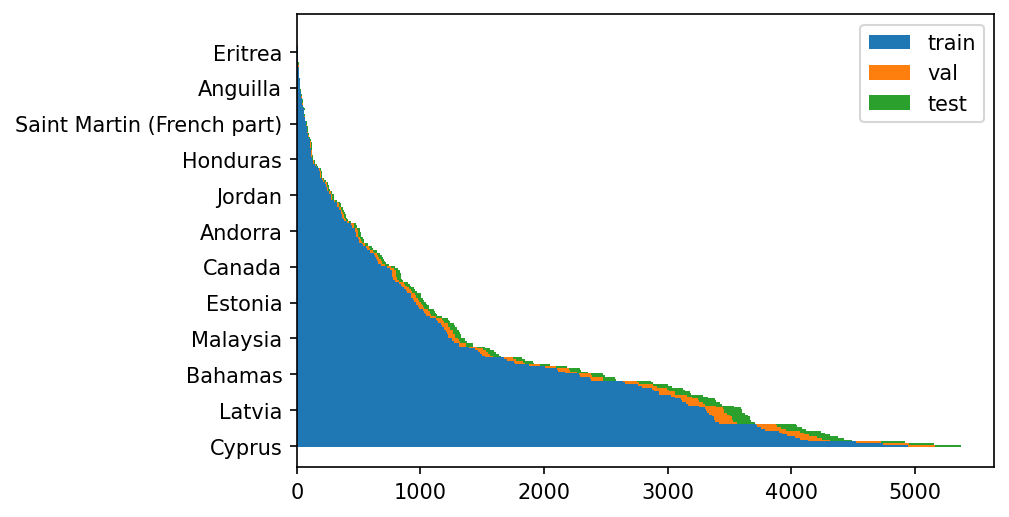 train
val
test
Eritrea
Anguilla
Saint Martin (French part)
Honduras
Jordan
Andorra
Canada
Estonia
Malaysia
Bahamas
Latvia
Cyprus
0 1000 2000 3000 4000 5000